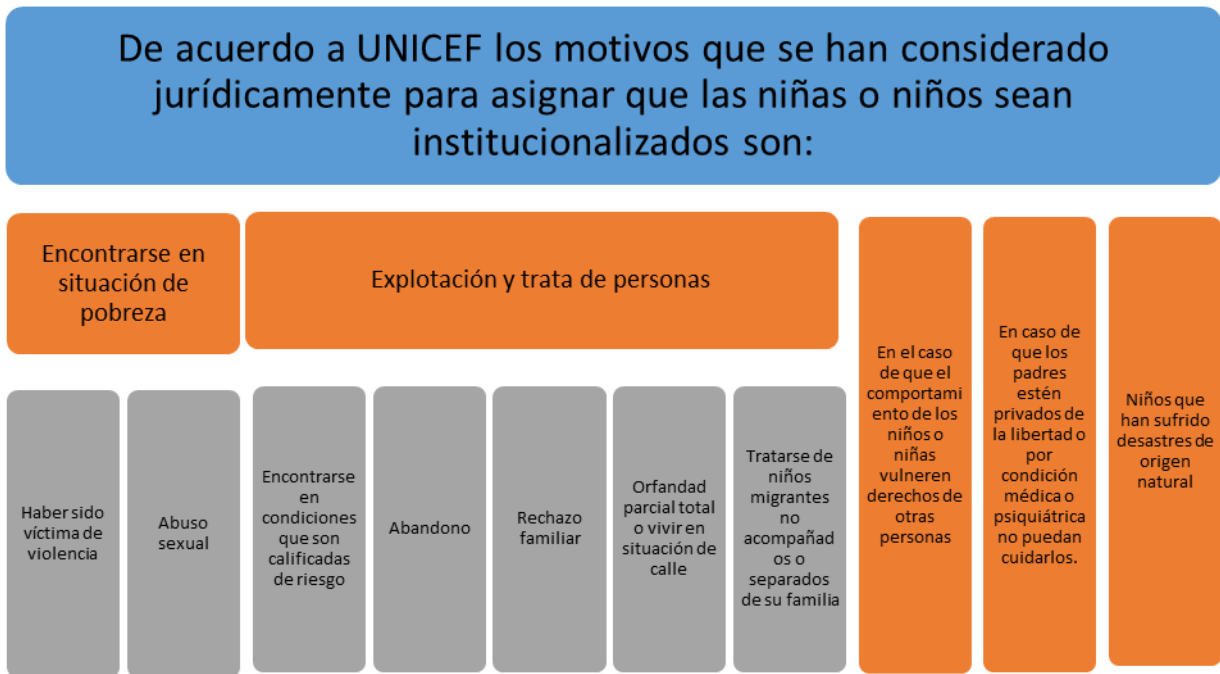 De acuerdo a UNICEF los motivos que se han considerado
jurídicamente para asignar que las niñas o niños sean
institucionalizados son:
Encontrarse en
situación de
pobreza
Explotación y trata de personas
Haber sido
víctima de
violencia
Abuso
sexual
Encontrarse
en
condiciones
que son
calificadas
de riesgo
Abandono
Rechazo
familiar
Orfandad
parcial total
o vivir en
situación de
calle
Tratarse de
niños
migrantes
no
acompañad
os o
separados
de su familia
En el caso
de que el
comportami
ento de los
niños o
niñas
vulneren
derechos de
otras
personas
En caso de
que los
padres
estén
privados de
la libertad o
por
condición
médica o
psiquiátrica
no puedan
cuidarlos.
Niños que
han sufrido
desastres de
origen
natural